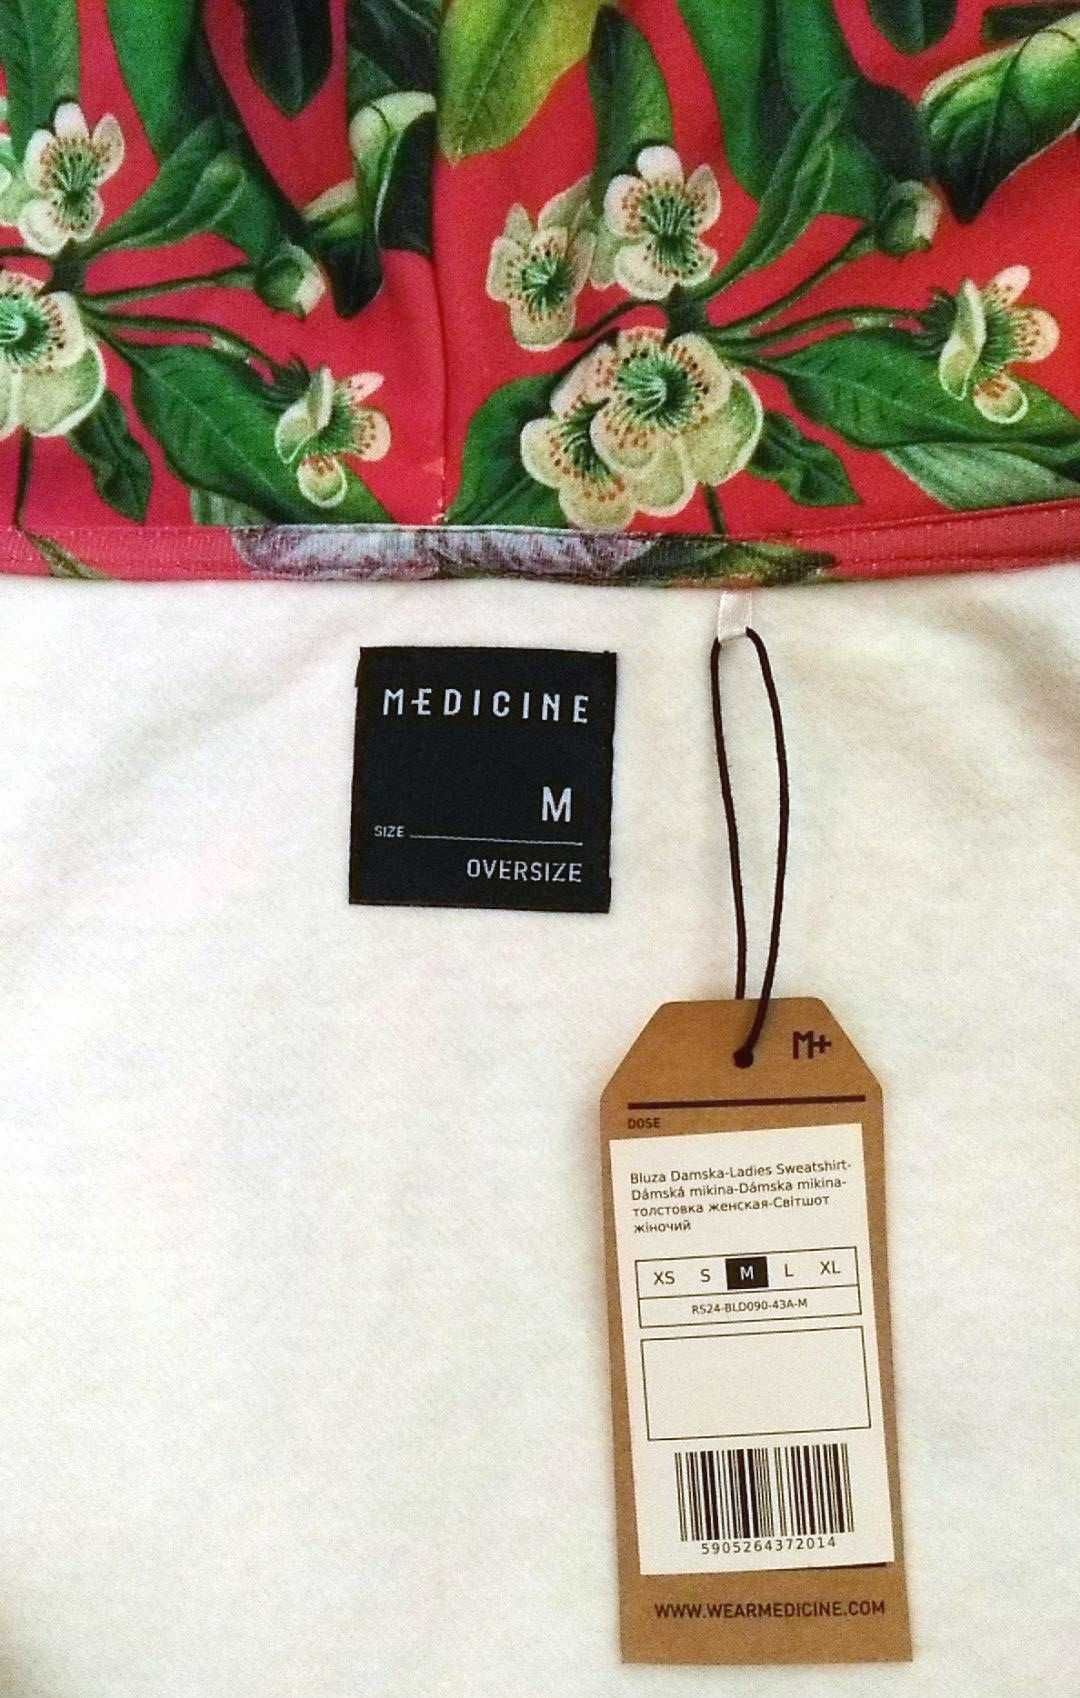 MEDICINE
M
SIZE
OVERSIZE
M+
DOSE
Bluza Damska-Ladies Sweatshirt-
Dámská mikina-Dámska mikina-
толстовка женская-Світшот
жіночий
XS S M L XL
RS24-BLD090-43A-M
5905264372014
WWW.WEARMEDICINE.COM